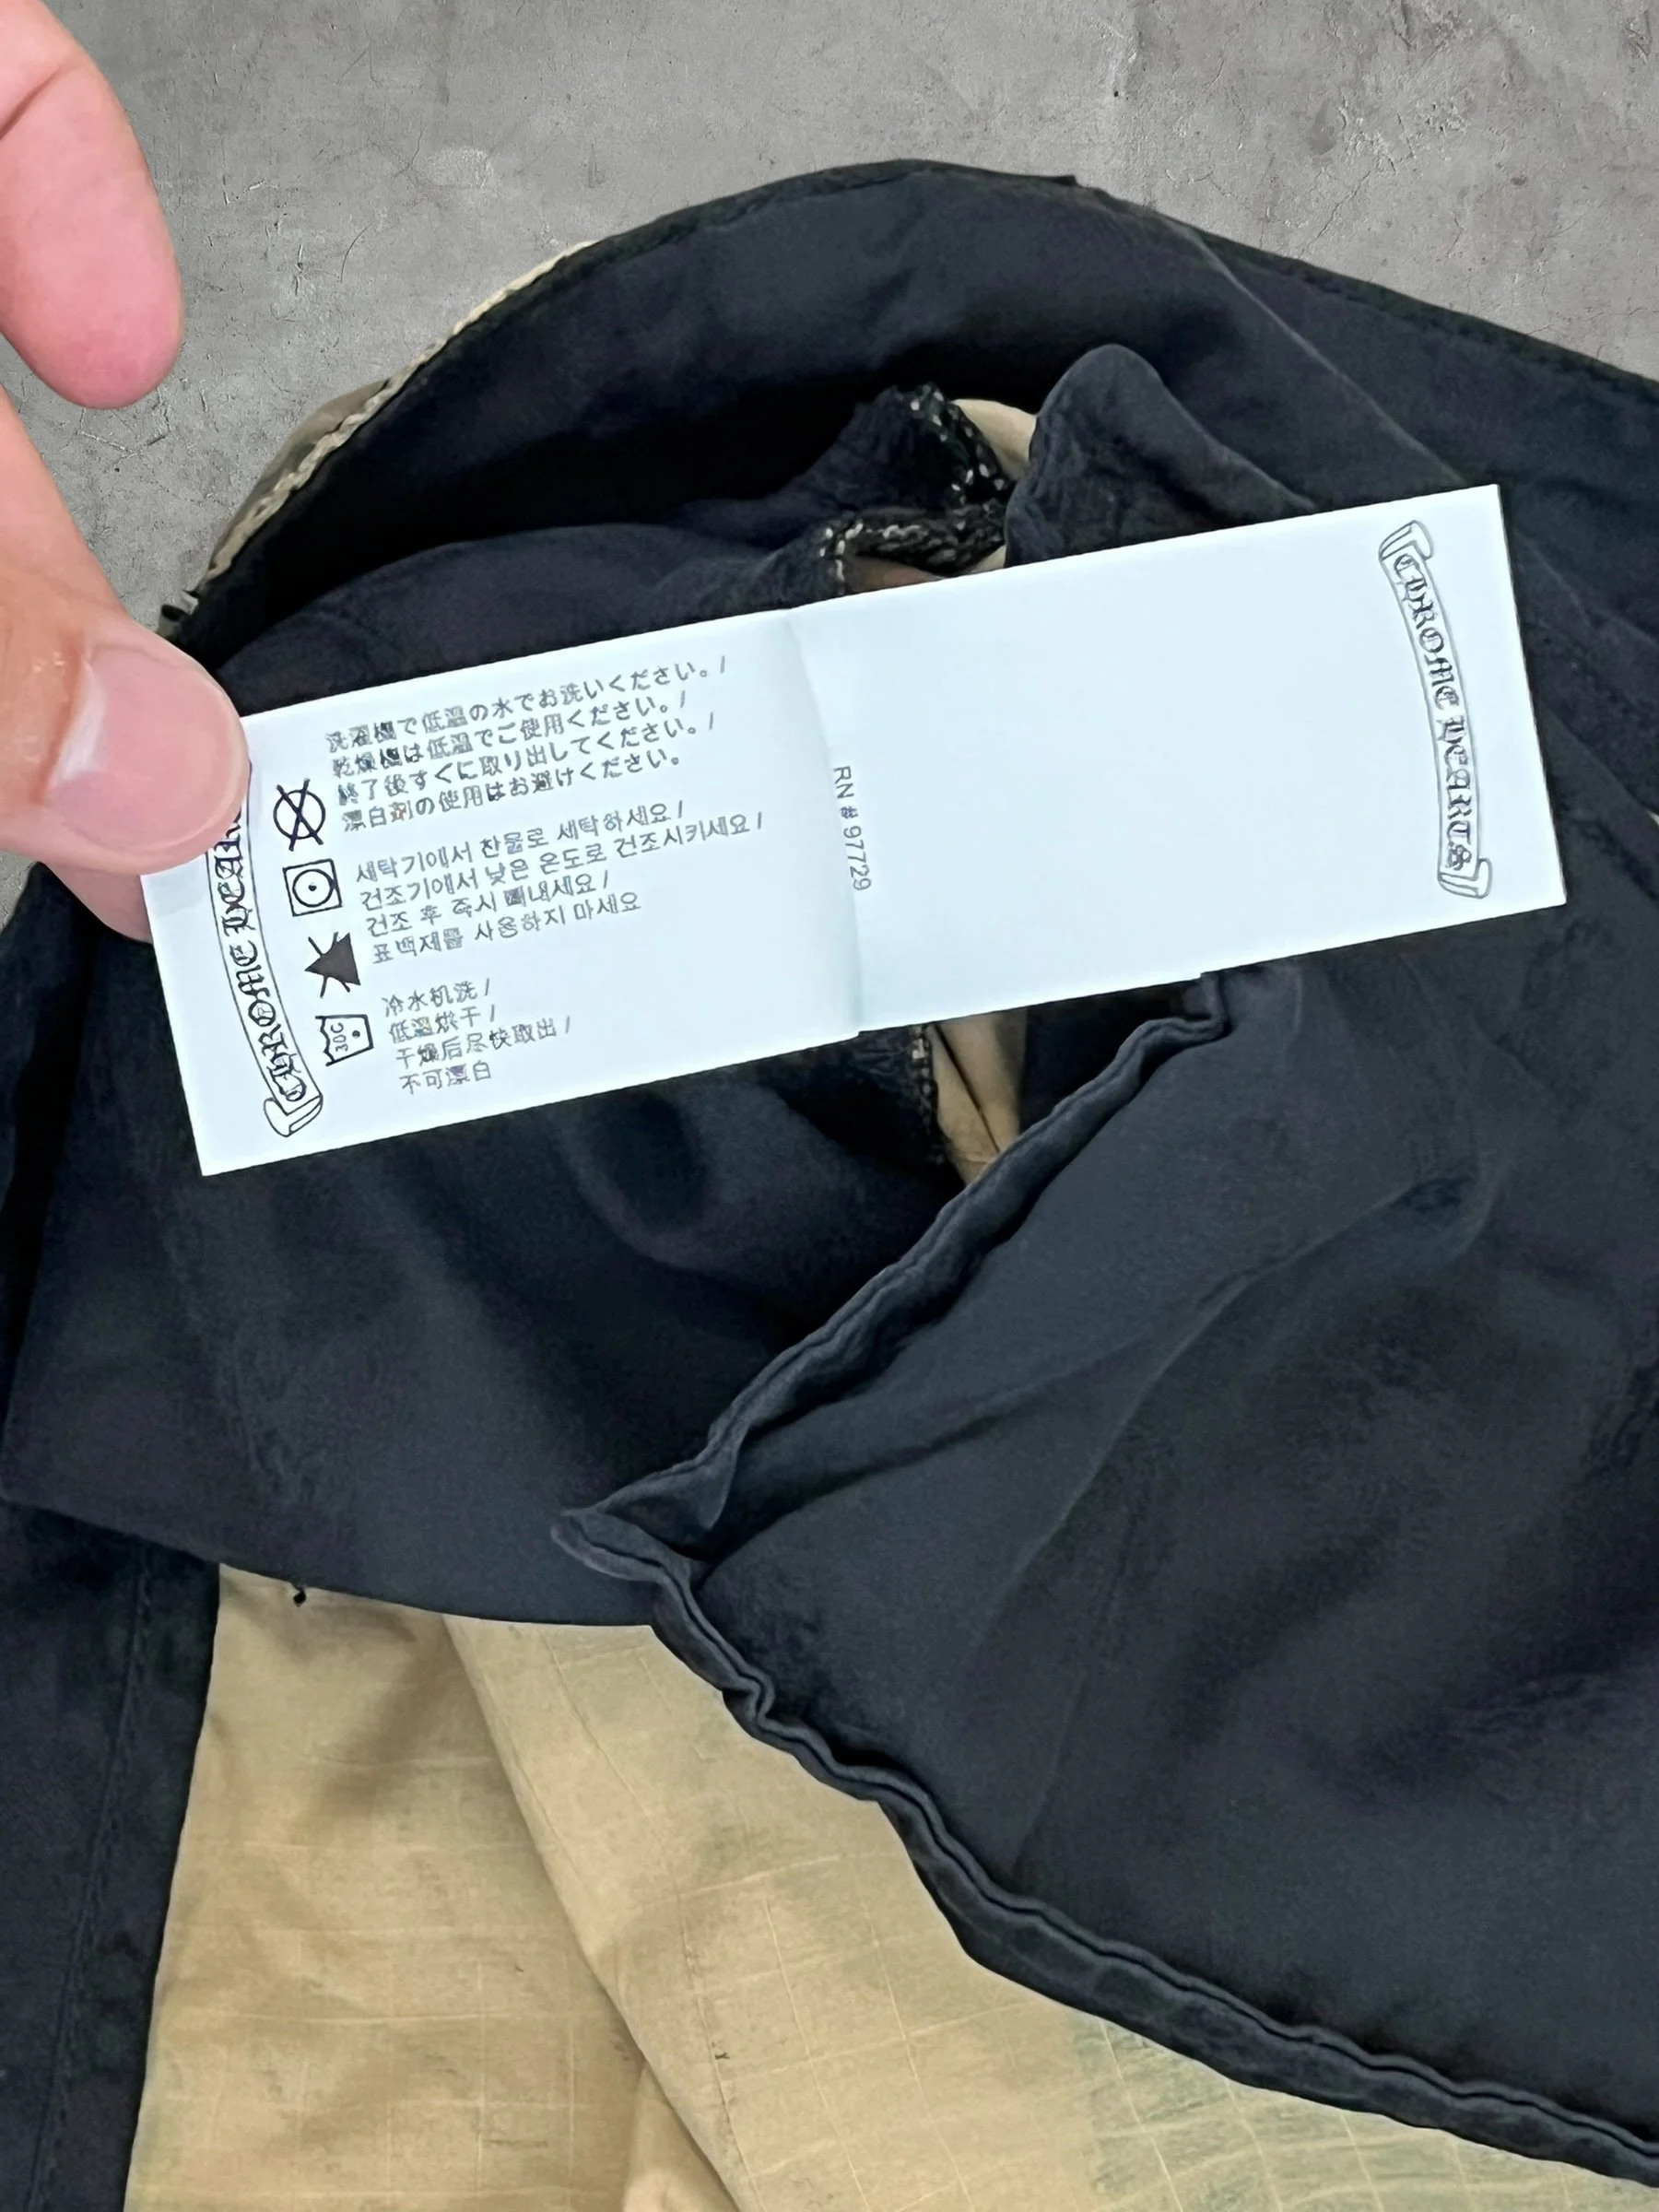 CHROME HEARTS
洗濯機で低温の水でお洗いください。/
乾燥機は低温でご使用ください。/
終了後すぐに取り出してください。/
漂白剤の使用はお避けください。
세탁기에서 찬물로 세탁하세요/
건조기에서 낮은 온도로 건조시키세요/
건조 후 즉시 빼내세요/
표백제를 사용하지 마세요
冷水机洗/
低温烘干/
干燥后尽快取出/
不可漂白
30C
RN # 97729
CHROME HEARTS